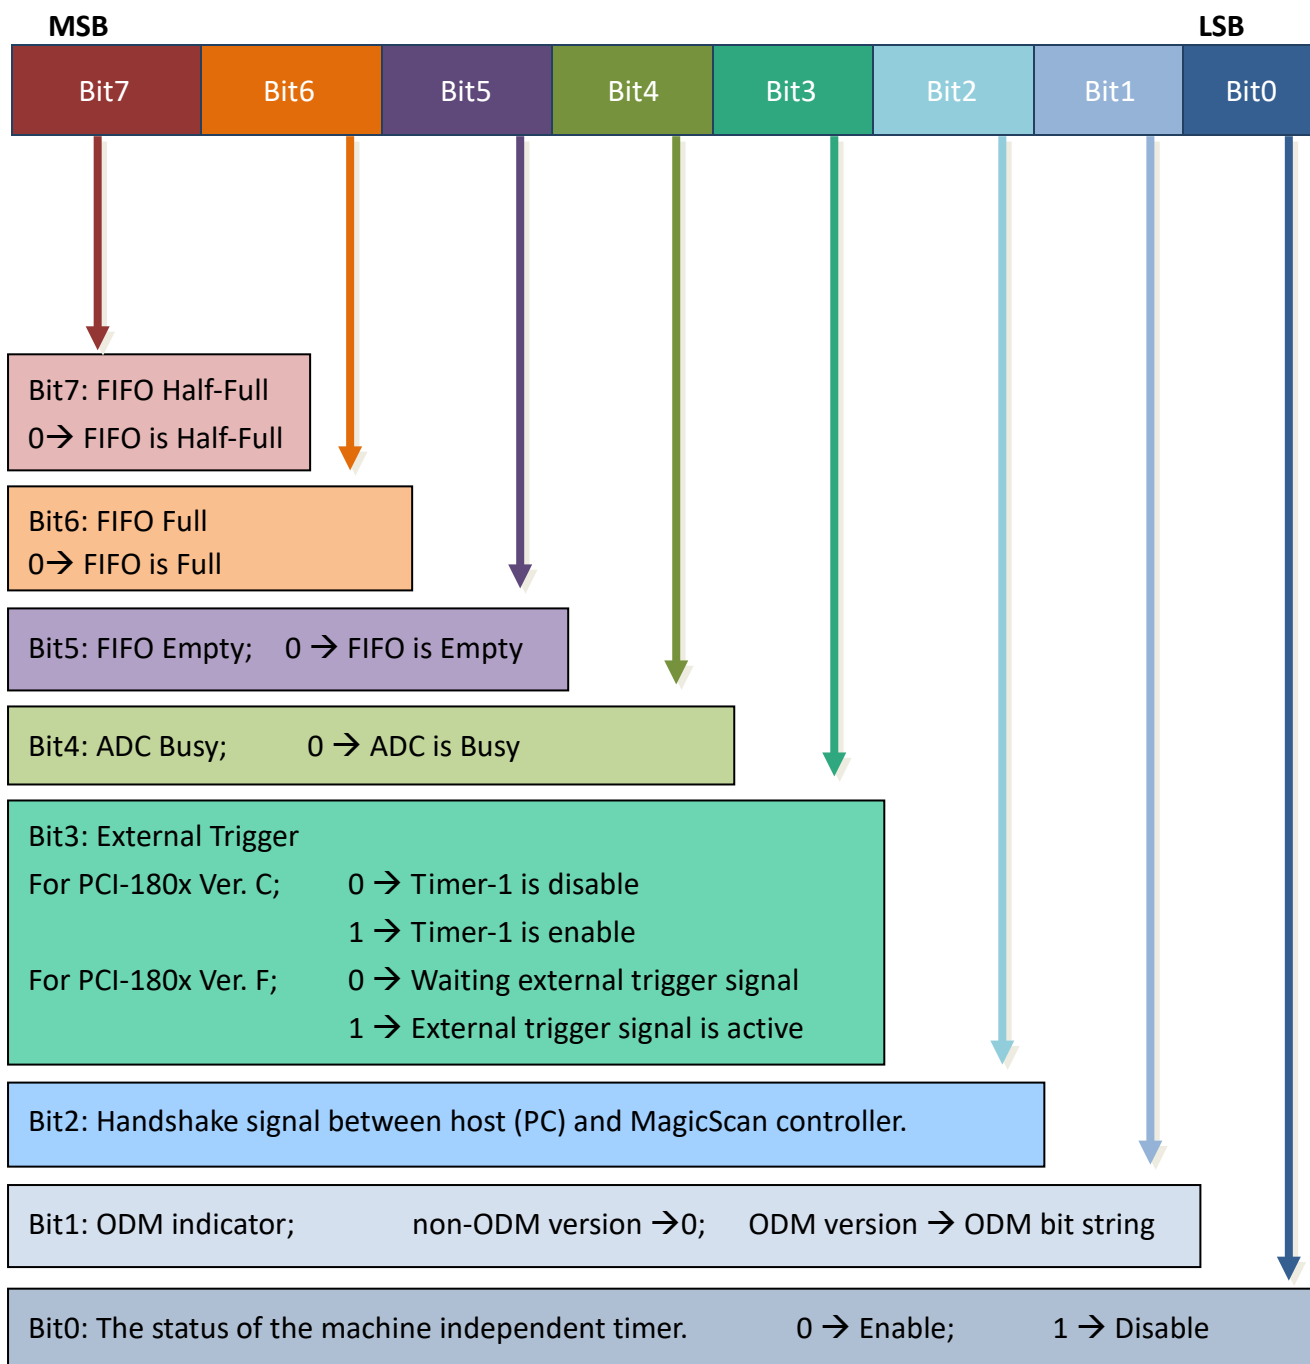 MSB LSB
Bit7 Bit6 Bit5 Bit4 Bit3 Bit2 Bit1 Bit0
Bit7: FIFO Half-Full
0→ FIFO is Half-Full
Bit6: FIFO Full
0→ FIFO is Full
Bit5: FIFO Empty; 0 → FIFO is Empty
Bit4: ADC Busy; 0 → ADC is Busy
Bit3: External Trigger
For PCI-180x Ver. C; 0 → Timer-1 is disable
1 → Timer-1 is enable
For PCI-180x Ver. F; 0 → Waiting external trigger signal
1 → External trigger signal is active
Bit2: Handshake signal between host (PC) and MagicScan controller.
Bit1: ODM indicator; non-ODM version →0; ODM version → ODM bit string
Bit0: The status of the machine independent timer. 0 → Enable; 1 → Disable